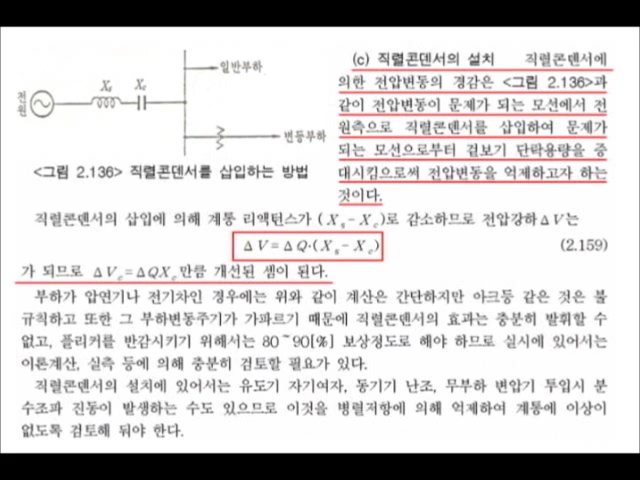 전원
X_s
X_c
일반부하
변동부하
<그림 2.136> 직렬콘덴서를 삽입하는 방법
(c) 직렬콘덴서의 설치 직렬콘덴서에
의한 전압변동의 경감은 <그림 2.136>과
같이 전압변동이 문제가 되는 모선에서 전
원측으로 직렬콘덴서를 삽입하여 문제가
되는 모선으로부터 겉보기 단락용량을 증
대시킴으로써 전압변동을 억제하고자 하는
것이다.
직렬콘덴서의 삽입에 의해 계통 리액턴스가 (X_s－X_c)로 감소하므로 전압강하 ΔV는
ΔV=ΔQ·(X_s－X_c) (2.159)
가 되므로 ΔV_c=ΔQX_c만큼 개선된 셈이 된다.
부하가 압연기나 전기차인 경우에는 위와 같이 계산은 간단하지만 아크등 같은 것은 불
규칙하고 또한 그 부하변동주기가 가파르기 때문에 직렬콘덴서의 효과는 충분히 발휘할 수
없고, 플리커를 반감시키기 위해서는 80~90[%] 보상정도로 해야 하므로 실시에 있어서는
이론계산, 실측 등에 의해 충분히 검토할 필요가 있다.
직렬콘덴서의 설치에 있어서는 유도기 자기여자, 동기기 난조, 무부하 변압기 투입시 분
수조파 진동이 발생하는 수도 있으므로 이것을 병렬저항에 의해 억제하여 계통에 이상이
없도록 검토해 둬야 한다.